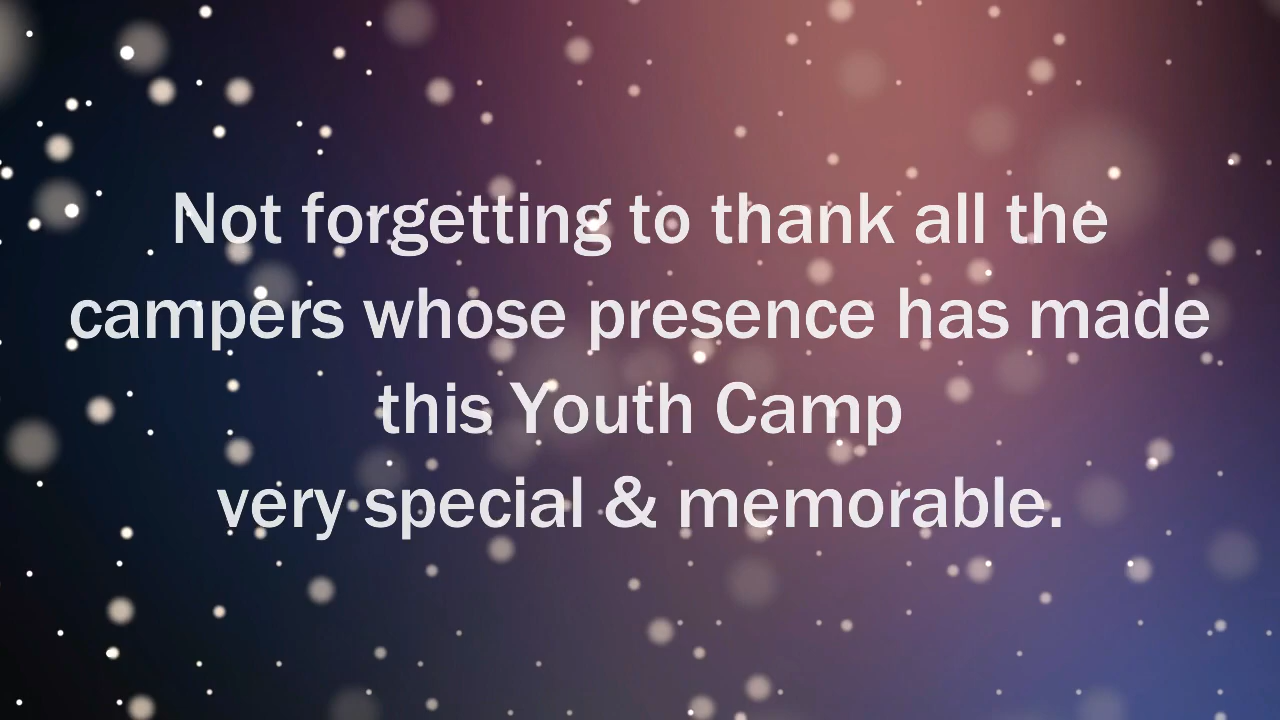 Not forgetting to thank all the
campers whose presence has made
this Youth Camp
very special & memorable.